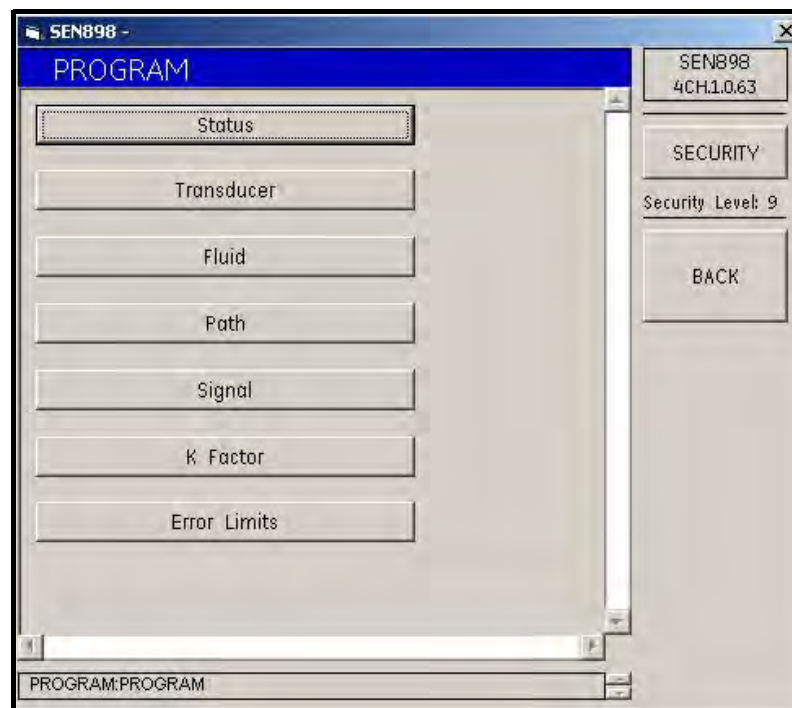 SEN898 -
PROGRAM
Status
Transducer
Fluid
Path
Signal
K Factor
Error Limits
SEN898
4CH.1.0.63
SECURITY
Security Level: 9
BACK
PROGRAM:PROGRAM